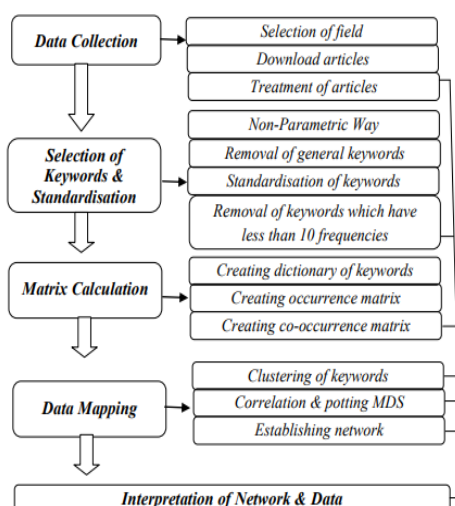 Data Collection
Selection of field
Download articles
Treatment of articles
Selection of
Keywords &
Standardisation
Non-Parametric Way
Removal of general keywords
Standardisation of keywords
Removal of keywords which have
less than 10 frequencies
Matrix Calculation
Creating dictionary of keywords
Creating occurrence matrix
Creating co-occurrence matrix
Data Mapping
Clustering of keywords
Correlation & potting MDS
Establishing network
Interpretation of Network & Data